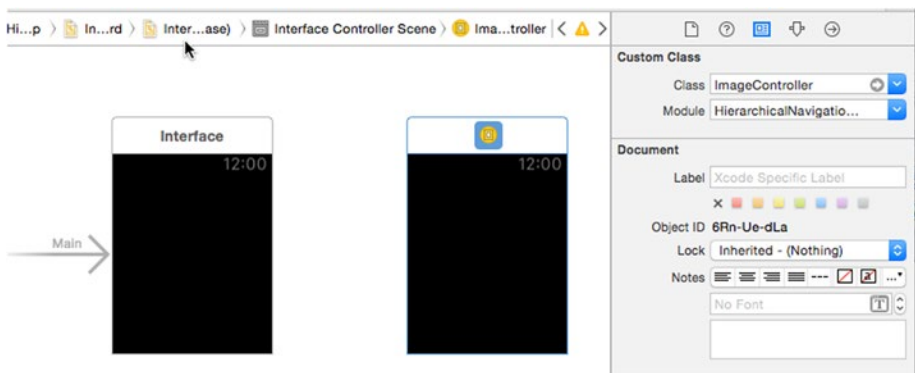 Hi...p In...rd Inter...ase) Interface Controller Scene Ima...troller
Custom Class
Class ImageController
Module HierarchicalNavigatio...
Interface
12:00
12:00
Main
Document
Label Xcode Specific Label
Object ID 6Rn-Ue-dLa
Lock Inherited - (Nothing)
Notes
No Font